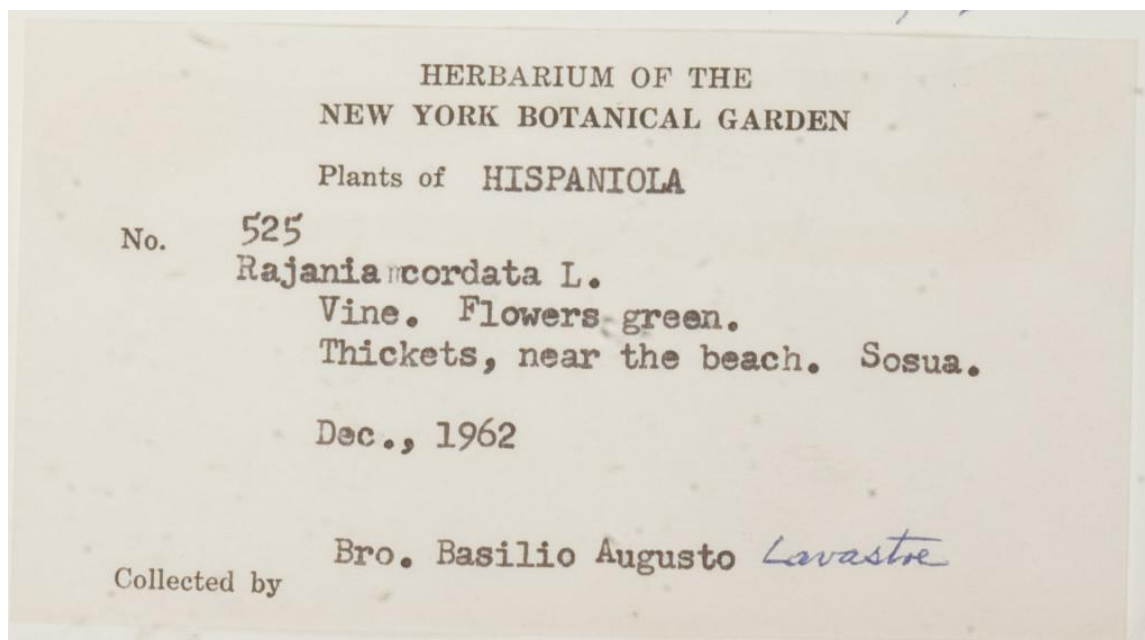 HERBARIUM OF THE
NEW YORK BOTANICAL GARDEN
Plants of HISPANIOLA
No. 525
Rajania cordata L.
Vine. Flowers green.
Thickets, near the beach. Sosua.
Dec., 1962
Bro. Basilio Augusto Lavastre
Collected by